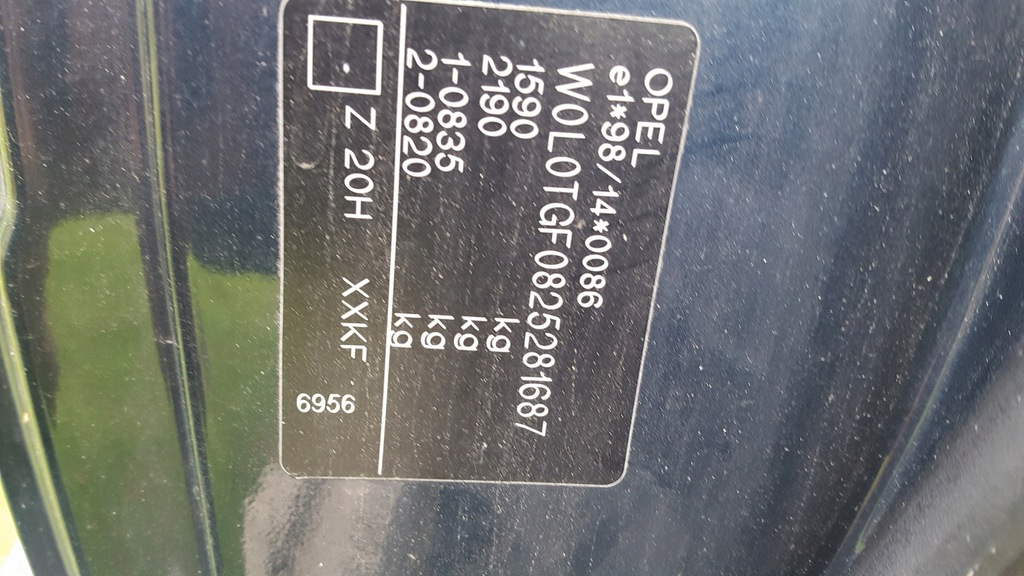 OPEL
e1*98/14*0086
W0L0TGF0825281687
1590 kg
2190 kg
1-0835 kg
2-0820 kg
Z 20H XXKF
6956